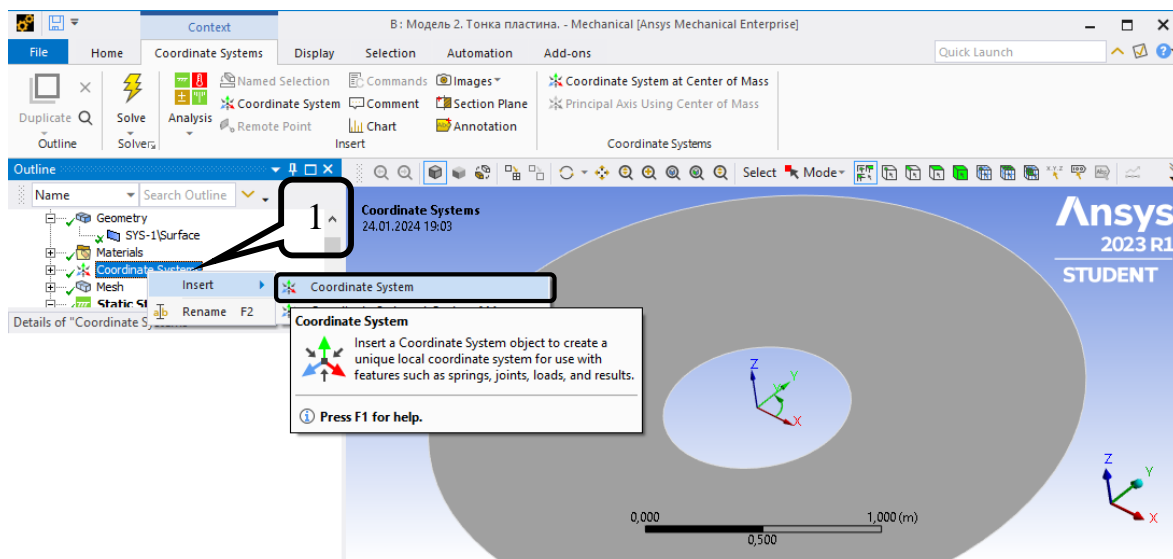 Context
B : Модель 2. Тонка пластина. - Mechanical [Ansys Mechanical Enterprise]
File Home Coordinate Systems Display Selection Automation Add-ons Quick Launch
Duplicate
Outline
Solve
Solvers
Analysis
Named Selection Commands Images
Coordinate System Comment Section Plane
Remote Point Chart Annotation
Insert
Coordinate System at Center of Mass
Principal Axis Using Center of Mass
Coordinate Systems
Outline
Select Mode
Name Search Outline
Geometry
SYS-1\Surface
Materials
Coordinate Systems
Mesh
Static St
Details of "Coordinate S
1
Insert
Rename F2
Coordinate System
Coordinate System
Insert a Coordinate System object to create a
unique local coordinate system for use with
features such as springs, joints, loads, and results.
Press F1 for help.
Coordinate Systems
24.01.2024 19:03
Ansys
2023 R1
STUDENT
Z
Y
X
Z
Y
X
0,000 1,000 (m)
0,500